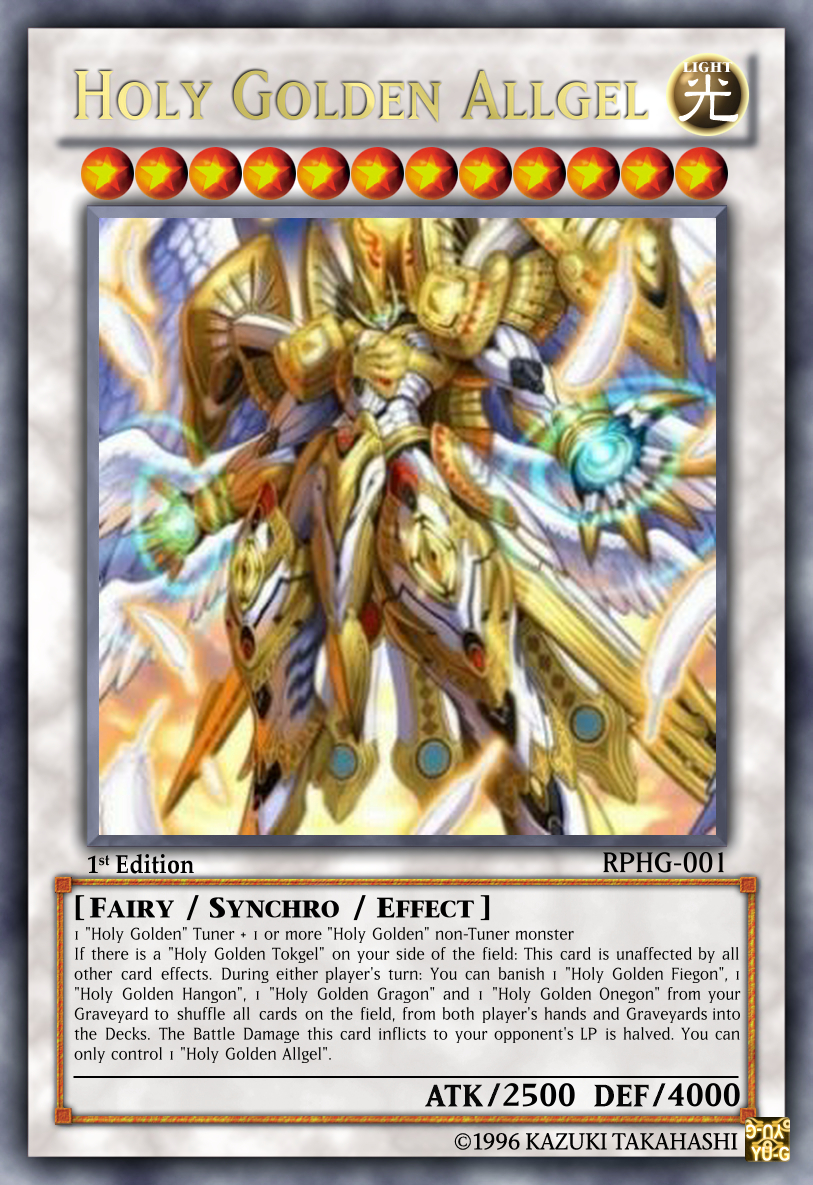 Holy Golden Allgel
LIGHT
光
1st Edition
RPHG-001
[ Fairy / Synchro / Effect ]
1 "Holy Golden" Tuner + 1 or more "Holy Golden" non-Tuner monster
If there is a "Holy Golden Tokgel" on your side of the field: This card is unaffected by all
other card effects. During either player's turn: You can banish 1 "Holy Golden Fiegon", 1
"Holy Golden Hangon", 1 "Holy Golden Gragon" and 1 "Holy Golden Onegon" from your
Graveyard to shuffle all cards on the field, from both player's hands and Graveyards into
the Decks. The Battle Damage this card inflicts to your opponent's LP is halved. You can
only control 1 "Holy Golden Allgel".
ATK/2500 DEF/4000
©1996 KAZUKI TAKAHASHI